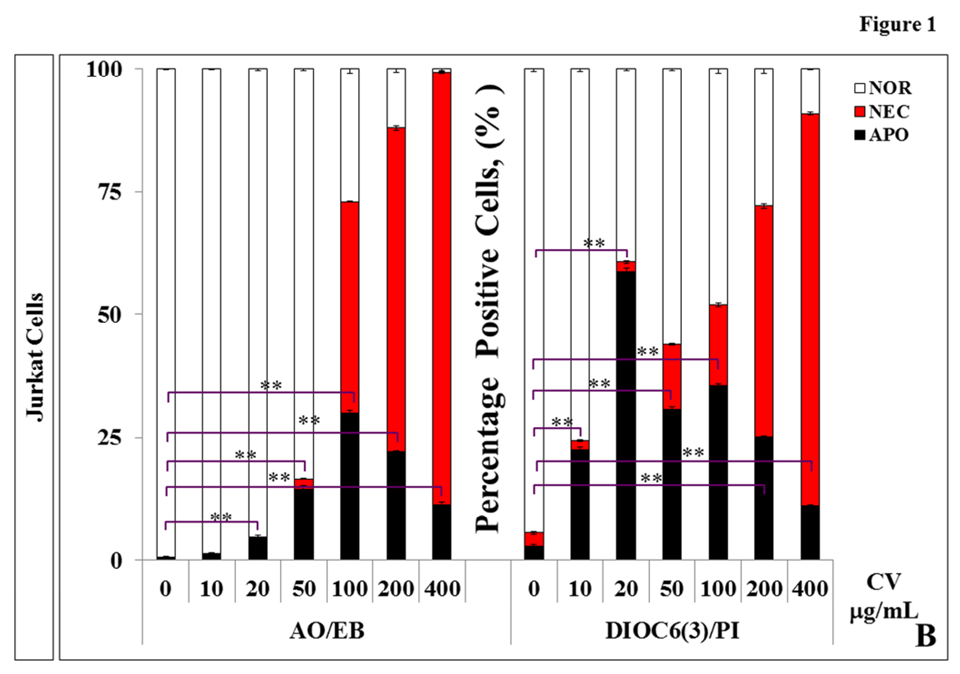 Figure 1
Jurkat Cells
100
75
50
25
0
**
**
**
**
**
0 10 20 50 100 200 400
AO/EB
Percentage Positive Cells, (% )
**
**
**
**
**
**
0 10 20 50 100 200 400
DIOC6(3)/PI
NOR
NEC
APO
CV
µg/mL
B